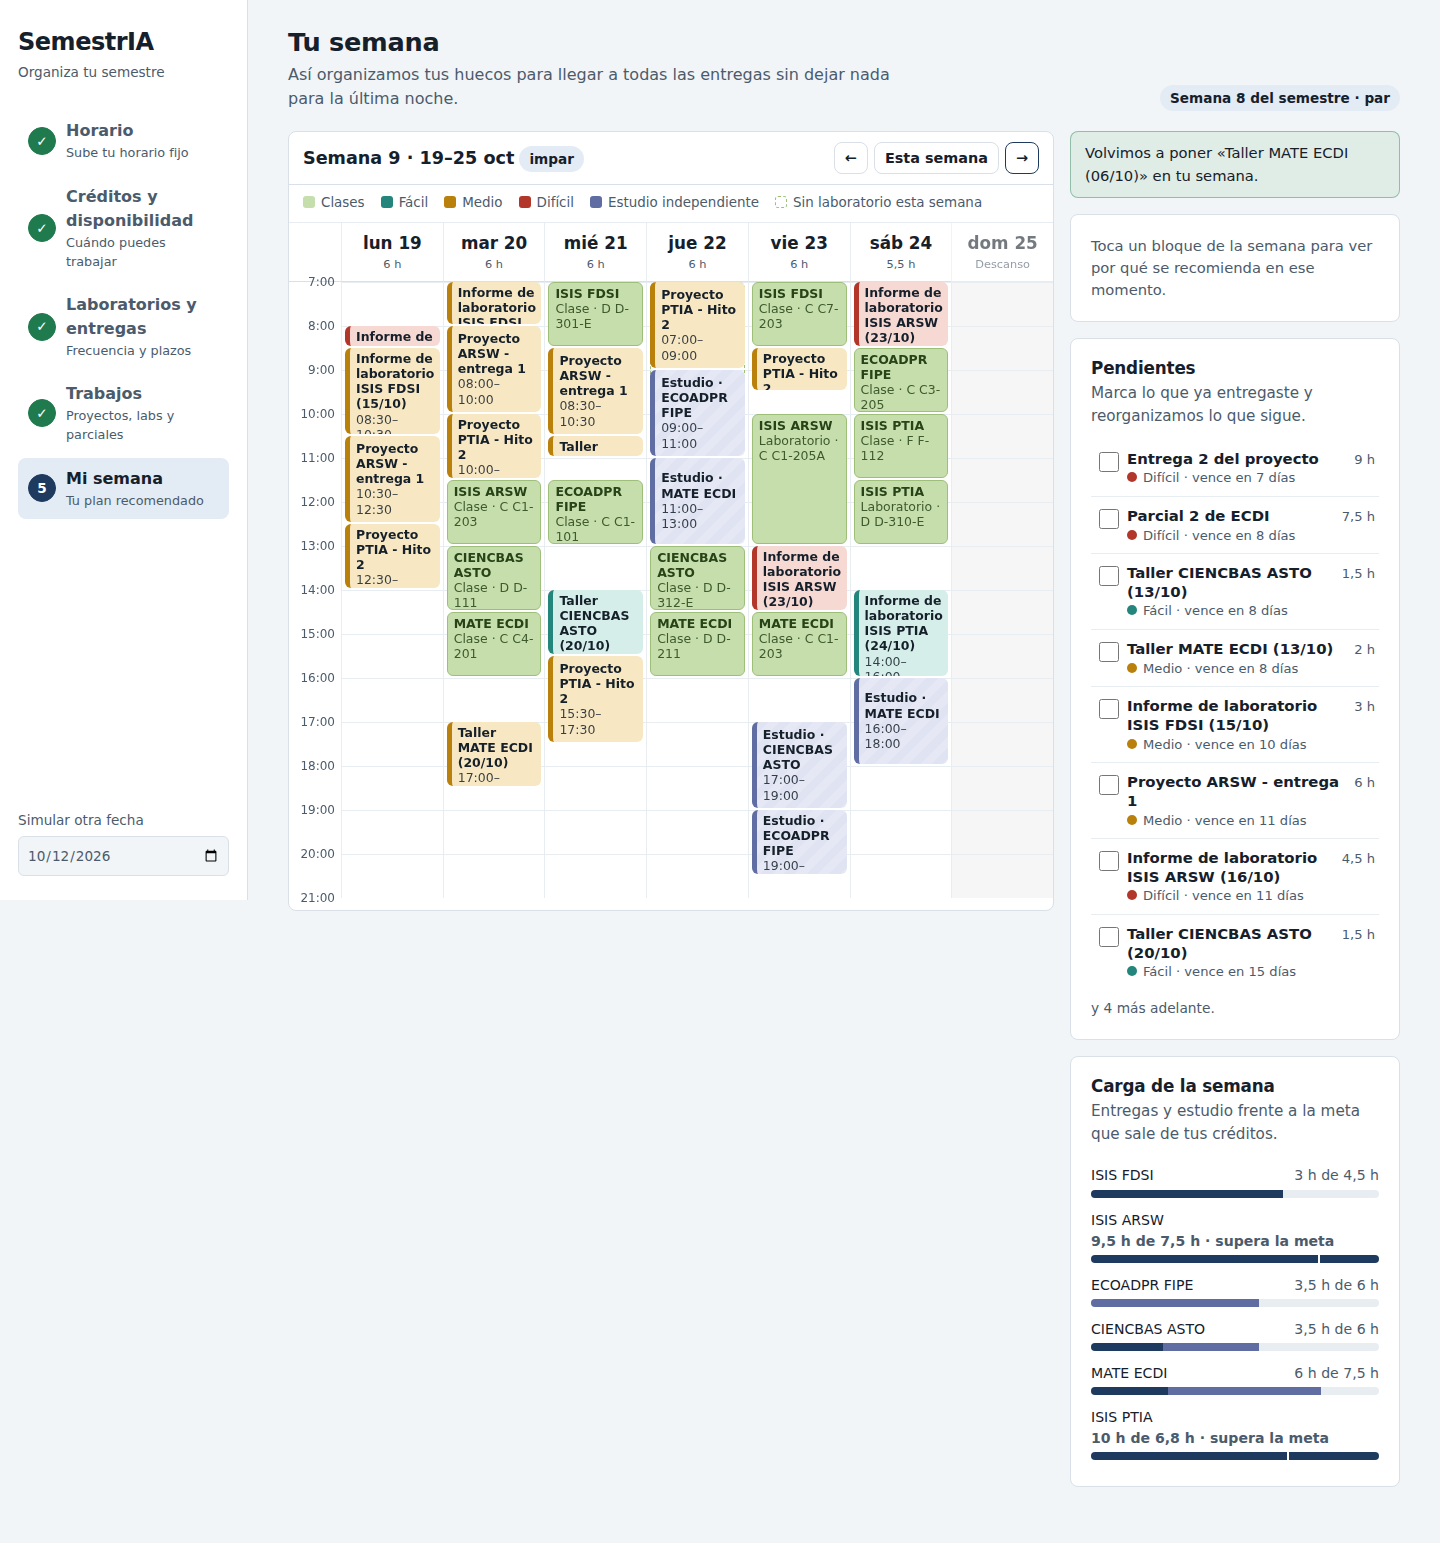 SemestrIA
Organiza tu semestre
✓
Horario
Sube tu horario fijo
✓
Créditos y
disponibilidad
Cuándo puedes
trabajar
✓
Laboratorios y
entregas
Frecuencia y plazos
✓
Trabajos
Proyectos, labs y
parciales
5
Mi semana
Tu plan recomendado
Simular otra fecha
10/12/2026
Tu semana
Así organizamos tus huecos para llegar a todas las entregas sin dejar nada
para la última noche.
Semana 8 del semestre · par
Semana 9 · 19–25 oct impar
← Esta semana →
Clases Fácil Medio Difícil Estudio independiente Sin laboratorio esta semana
lun 19 mar 20 mié 21 jue 22 vie 23 sáb 24 dom 25
6 h 6 h 6 h 6 h 6 h 5,5 h Descanso
7:00
8:00
9:00
10:00
11:00
12:00
13:00
14:00
15:00
16:00
17:00
18:00
19:00
20:00
21:00
Informe de
Informe de
laboratorio
ISIS FDSI
(15/10)
08:30–
10:30
Proyecto
ARSW -
entrega 1
10:30–
12:30
Proyecto
PTIA - Hito
2
12:30–
Informe de
laboratorio
ISIS FDSI
Proyecto
ARSW -
entrega 1
08:00–
10:00
Proyecto
PTIA - Hito
2
10:00–
ISIS ARSW
Clase · C C1-
203
CIENCBAS
ASTO
Clase · D D-
111
MATE ECDI
Clase · C C4-
201
Taller
MATE ECDI
(20/10)
17:00–
ISIS FDSI
Clase · D D-
301-E
Proyecto
ARSW -
entrega 1
08:30–
10:30
Taller
ECOADPR
FIPE
Clase · C C1-
101
Taller
CIENCBAS
ASTO
(20/10)
Proyecto
PTIA - Hito
2
15:30–
17:30
Proyecto
PTIA - Hito
2
07:00–
09:00
Estudio ·
ECOADPR
FIPE
09:00–
11:00
Estudio ·
MATE ECDI
11:00–
13:00
CIENCBAS
ASTO
Clase · D D-
312-E
MATE ECDI
Clase · D D-
211
ISIS FDSI
Clase · C C7-
203
Proyecto
PTIA - Hito
2
ISIS ARSW
Laboratorio ·
C C1-205A
Informe de
laboratorio
ISIS ARSW
(23/10)
MATE ECDI
Clase · C C1-
203
Estudio ·
CIENCBAS
ASTO
17:00–
19:00
Estudio ·
ECOADPR
FIPE
19:00–
Informe de
laboratorio
ISIS ARSW
(23/10)
ECOADPR
FIPE
Clase · C C3-
205
ISIS PTIA
Clase · F F-
112
ISIS PTIA
Laboratorio ·
D D-310-E
Informe de
laboratorio
ISIS PTIA
(24/10)
14:00–
16:00
Estudio ·
MATE ECDI
16:00–
18:00
Volvimos a poner «Taller MATE ECDI
(06/10)» en tu semana.
Toca un bloque de la semana para ver
por qué se recomienda en ese
momento.
Pendientes
Marca lo que ya entregaste y
reorganizamos lo que sigue.
Entrega 2 del proyecto 9 h
Difícil · vence en 7 días
Parcial 2 de ECDI 7,5 h
Difícil · vence en 8 días
Taller CIENCBAS ASTO 1,5 h
(13/10)
Fácil · vence en 8 días
Taller MATE ECDI (13/10) 2 h
Medio · vence en 8 días
Informe de laboratorio 3 h
ISIS FDSI (15/10)
Medio · vence en 10 días
Proyecto ARSW - entrega 6 h
1
Medio · vence en 11 días
Informe de laboratorio 4,5 h
ISIS ARSW (16/10)
Difícil · vence en 11 días
Taller CIENCBAS ASTO 1,5 h
(20/10)
Fácil · vence en 15 días
y 4 más adelante.
Carga de la semana
Entregas y estudio frente a la meta
que sale de tus créditos.
ISIS FDSI 3 h de 4,5 h
ISIS ARSW
9,5 h de 7,5 h · supera la meta
ECOADPR FIPE 3,5 h de 6 h
CIENCBAS ASTO 3,5 h de 6 h
MATE ECDI 6 h de 7,5 h
ISIS PTIA
10 h de 6,8 h · supera la meta